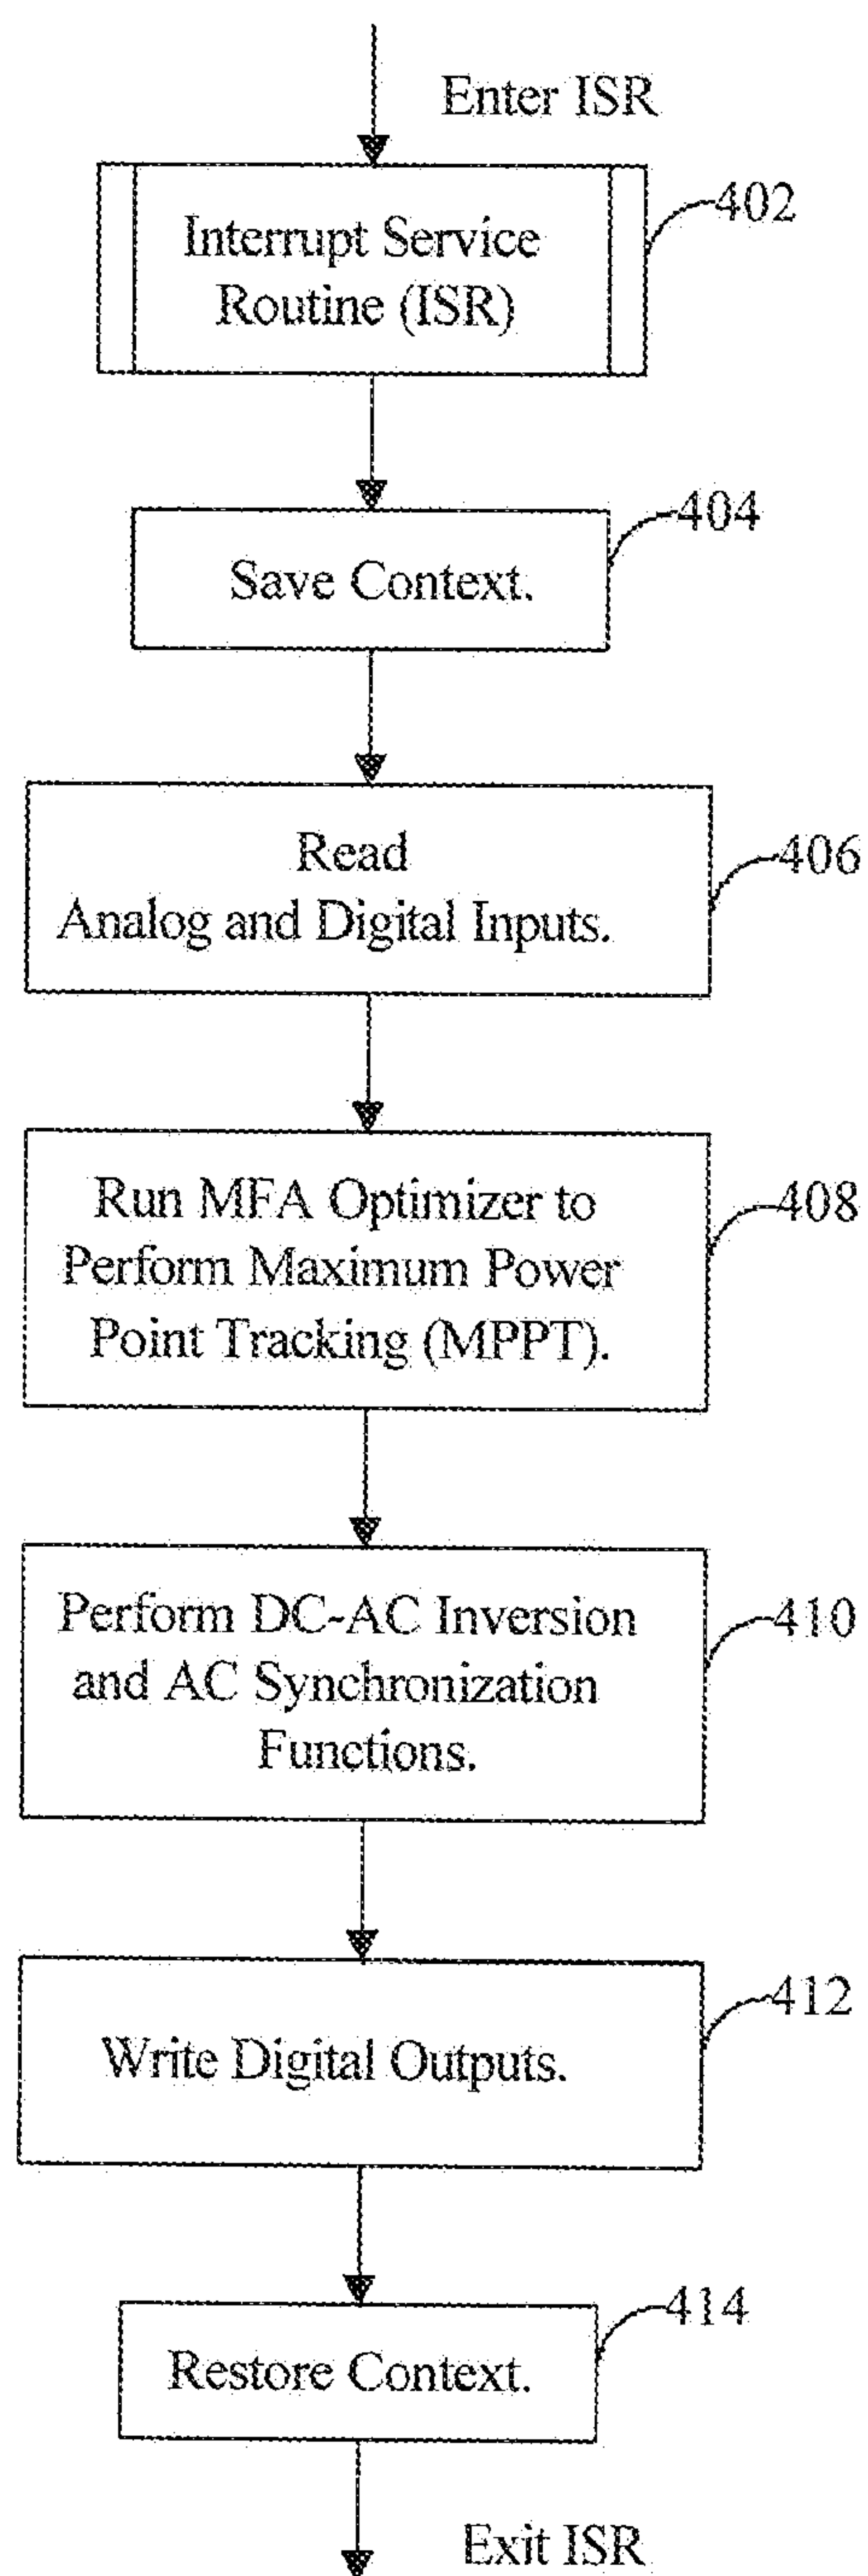 Enter ISR
402
Interrupt Service
Routine (ISR)
404
Save Context.
406
Read
Analog and Digital Inputs.
408
Run MFA Optimizer to
Perform Maximum Power
Point Tracking (MPPT).
410
Perform DC-AC Inversion
and AC Synchronization
Functions.
412
Write Digital Outputs.
414
Restore Context.
Exit ISR